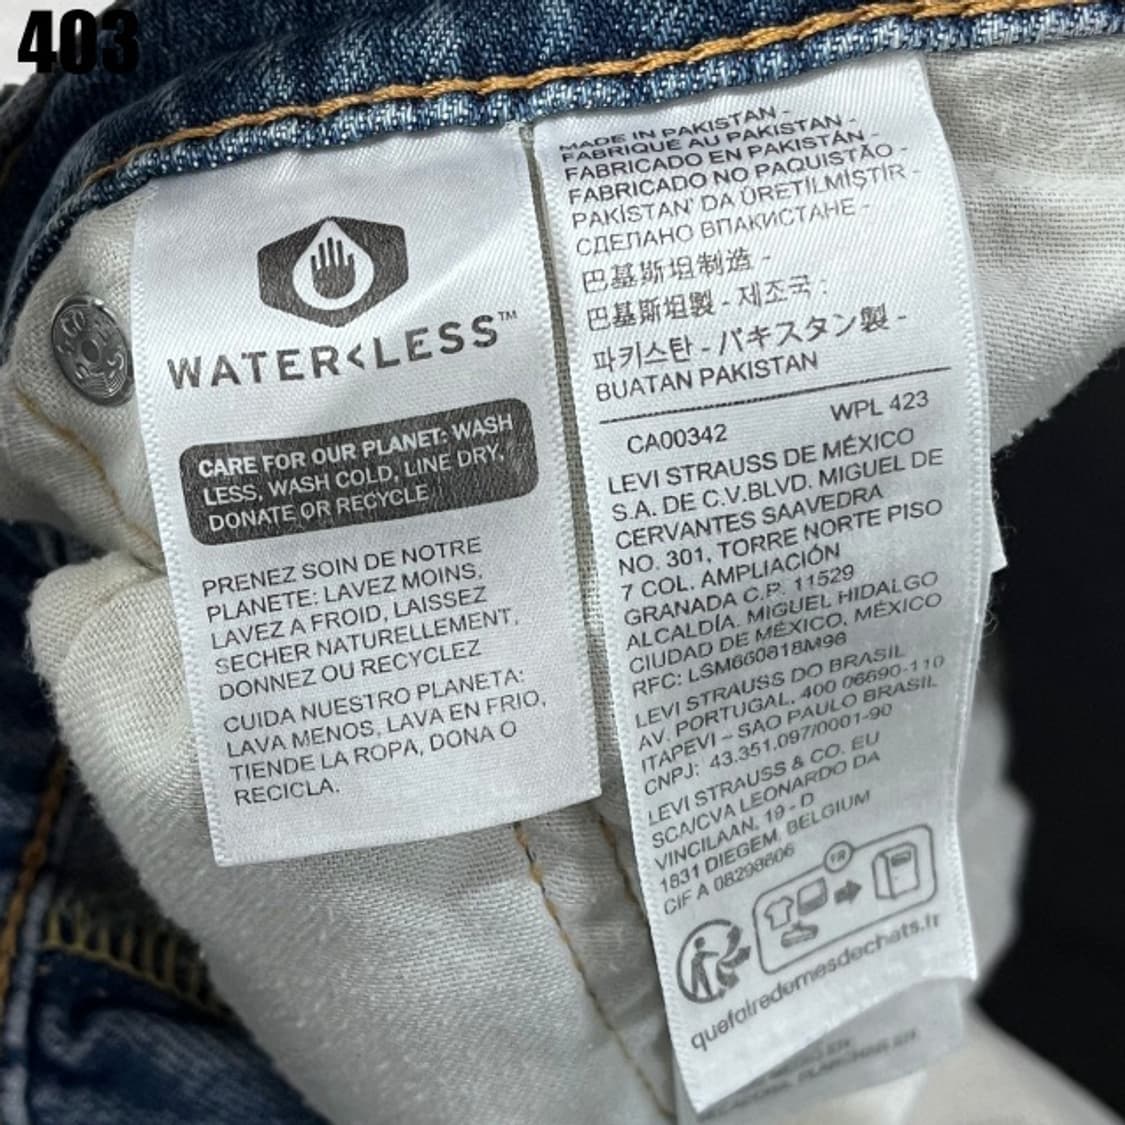 403
WATER<LESS™
CARE FOR OUR PLANET: WASH
LESS, WASH COLD, LINE DRY,
DONATE OR RECYCLE
PRENEZ SOIN DE NOTRE
PLANETE: LAVEZ MOINS,
LAVEZ A FROID, LAISSEZ
SECHER NATURELLEMENT,
DONNEZ OU RECYCLEZ
CUIDA NUESTRO PLANETA:
LAVA MENOS, LAVA EN FRIO,
TIENDE LA ROPA, DONA O
RECICLA.
MADE IN PAKISTAN -
FABRIQUÉ AU PAKISTAN -
FABRICADO EN PAKISTÁN -
FABRICADO NO PAQUISTÃO -
PAKİSTAN' DA ÜRETİLMİŞTİR -
СДЕЛАНО ВПАКИСТАНЕ -
巴基斯坦制造 -
巴基斯坦製 - 제조국 :
파키스탄 - パキスタン製 -
BUATAN PAKISTAN
WPL 423
CA00342
LEVI STRAUSS DE MÉXICO
S.A. DE C.V.BLVD. MIGUEL DE
CERVANTES SAAVEDRA
NO. 301, TORRE NORTE PISO
7 COL. AMPLIACIÓN
GRANADA C.P. 11529
ALCALDÍA. MIGUEL HIDALGO
CIUDAD DE MÉXICO, MÉXICO
RFC: LSM660818M96
LEVI STRAUSS DO BRASIL
AV. PORTUGAL, 400 06690-110
ITAPEVI – SAO PAULO BRASIL
CNPJ: 43.351.097/0001-90
LEVI STRAUSS & CO. EU
SCA/CVA LEONARDO DA
VINCILAAN, 19 - D
1831 DIEGEM, BELGIUM
CIF A 08298606
FR
quefairedemesdechets.fr